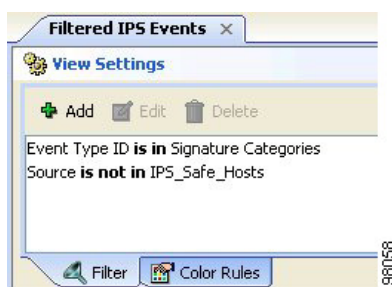 Filtered IPS Events ×
View Settings
Add Edit Delete
Event Type ID is in Signature Categories
Source is not in IPS_Safe_Hosts
Filter Color Rules
98058